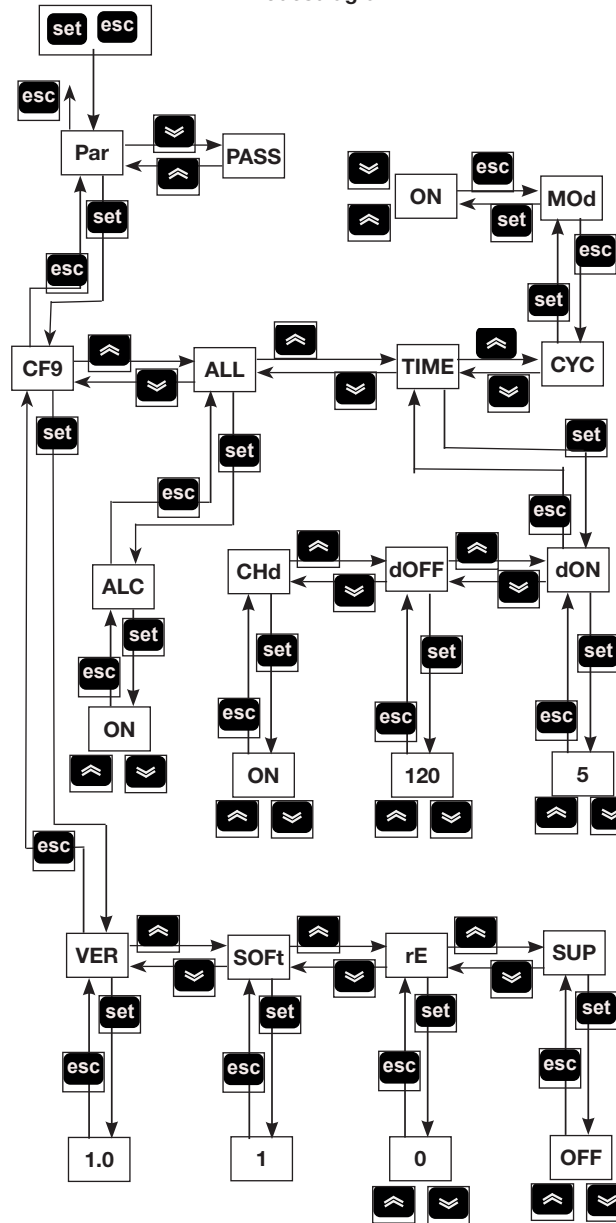 set esc
esc
Par
PASS
set
esc
ON
esc
MOd
set
esc
set
CF9
ALL
TIME
CYC
set
set
set
esc
esc
ALC
CHd
dOFF
dON
set
set
set
set
esc
esc
esc
esc
ON
ON
120
5
esc
VER
SOFt
rE
SUP
set
set
set
set
esc
esc
esc
esc
1.0
1
0
OFF